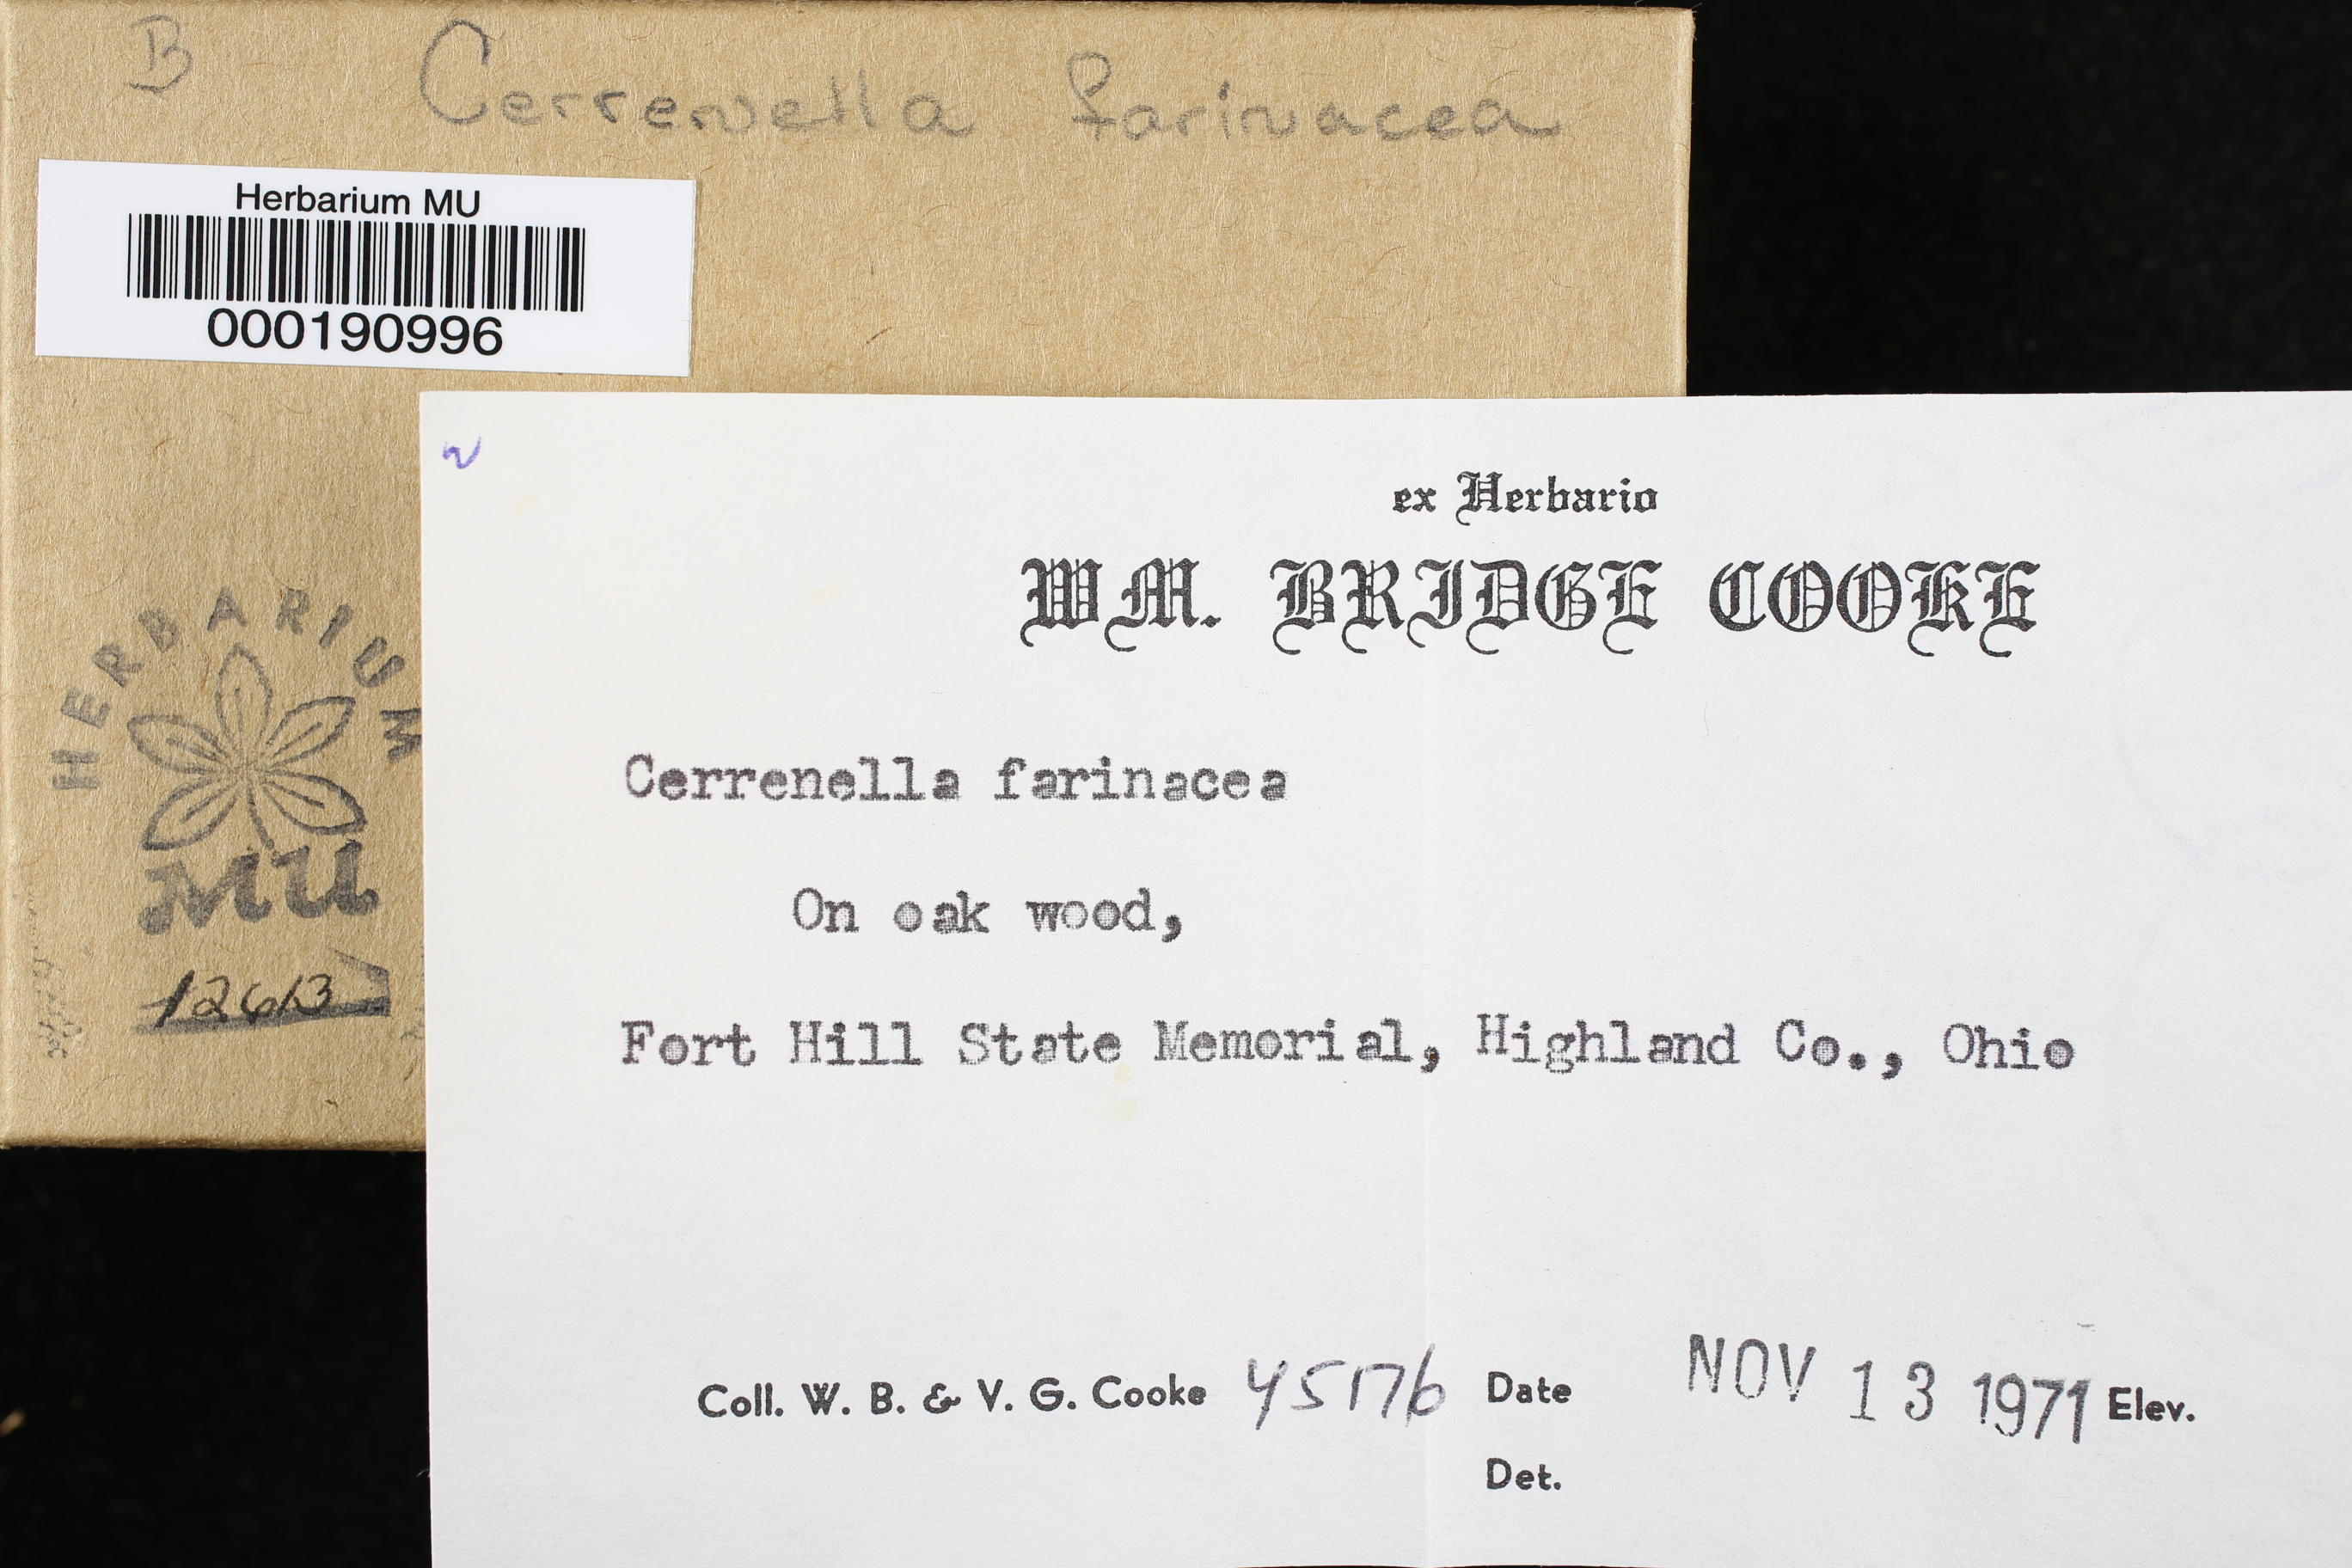 B Cerrenella farinacea
Herbarium MU
000190996
HERBARIUM
MU
12613
ex Herbario
WM. BRIDGE COOKE
Cerrenella farinacea
On oak wood,
Fort Hill State Memorial, Highland Co., Ohio
Coll. W. B. & V. G. Cooke 45176 Date NOV 13 1971 Elev.
Det.